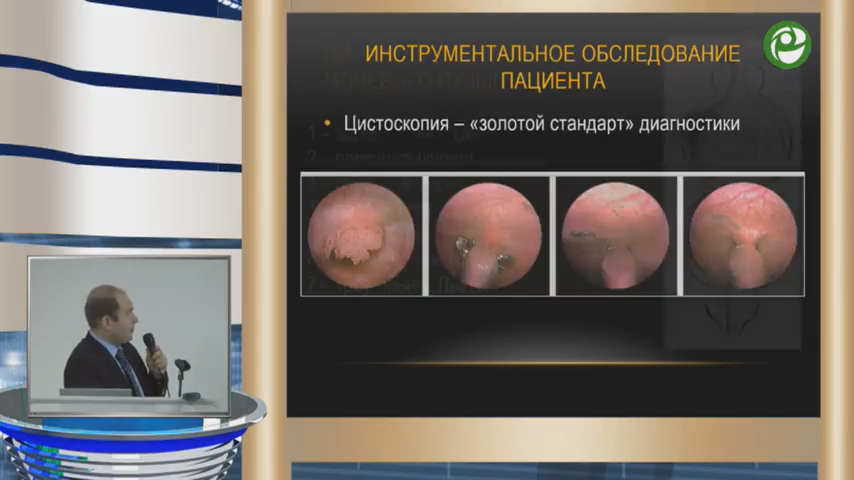 ИНСТРУМЕНТАЛЬНОЕ ОБСЛЕДОВАНИЕ
ПАЦИЕНТА
• Цистоскопия – «золотой стандарт» диагностики